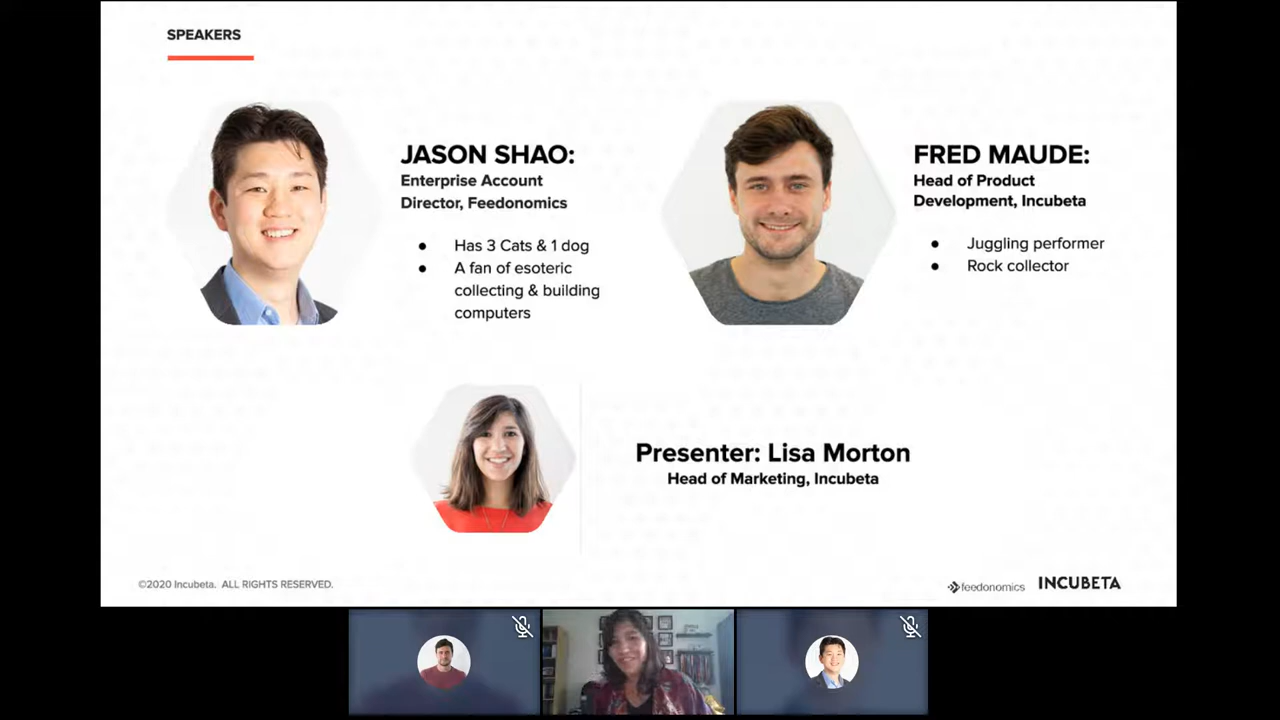 SPEAKERS
JASON SHAO:
Enterprise Account
Director, Feedonomics
● Has 3 Cats & 1 dog
● A fan of esoteric
collecting & building
computers
FRED MAUDE:
Head of Product
Development, Incubeta
● Juggling performer
● Rock collector
Presenter: Lisa Morton
Head of Marketing, Incubeta
©2020 Incubeta. ALL RIGHTS RESERVED.
feedonomics
INCUBETA